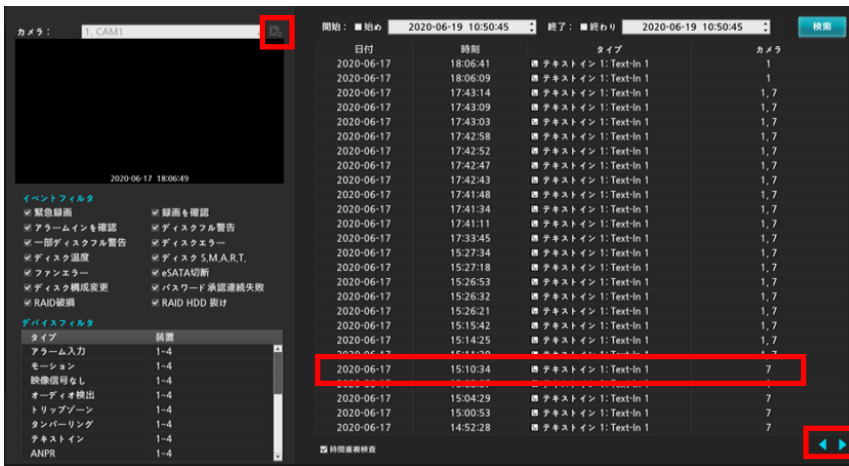 カメラ: 1. CAM1
2020-06-17 18:06:49
イベントフィルタ
緊急録画 録画を確認
アラームインを確認 ディスクフル警告
一部ディスクフル警告 ディスクエラー
ディスク温度 ディスク S.M.A.R.T.
ファンエラー eSATA切断
ディスク構成変更 パスワード承認連続失敗
RAID破損 RAID HDD 抜け
デバイスフィルタ
タイプ 装置
アラーム入力 1~4
モーション 1~4
映像信号なし 1~4
オーディオ検出 1~4
トリップゾーン 1~4
タンパーリング 1~4
テキストイン 1~4
ANPR 1~4
開始: 始め 2020-06-19 10:50:45 終了: 終わり 2020-06-19 10:50:45 検索
日付 時刻 タイプ カメラ
2020-06-17 18:06:41 テキストイン 1: Text-In 1 1
2020-06-17 18:06:09 テキストイン 1: Text-In 1 1
2020-06-17 17:43:14 テキストイン 1: Text-In 1 1, 7
2020-06-17 17:43:09 テキストイン 1: Text-In 1 1, 7
2020-06-17 17:43:03 テキストイン 1: Text-In 1 1, 7
2020-06-17 17:42:58 テキストイン 1: Text-In 1 1, 7
2020-06-17 17:42:52 テキストイン 1: Text-In 1 1, 7
2020-06-17 17:42:47 テキストイン 1: Text-In 1 1, 7
2020-06-17 17:42:43 テキストイン 1: Text-In 1 1, 7
2020-06-17 17:41:48 テキストイン 1: Text-In 1 1, 7
2020-06-17 17:41:34 テキストイン 1: Text-In 1 1, 7
2020-06-17 17:41:11 テキストイン 1: Text-In 1 1, 7
2020-06-17 17:33:45 テキストイン 1: Text-In 1 1, 7
2020-06-17 15:27:34 テキストイン 1: Text-In 1 1, 7
2020-06-17 15:27:18 テキストイン 1: Text-In 1 1, 7
2020-06-17 15:26:53 テキストイン 1: Text-In 1 1, 7
2020-06-17 15:26:32 テキストイン 1: Text-In 1 1, 7
2020-06-17 15:26:21 テキストイン 1: Text-In 1 1, 7
2020-06-17 15:15:42 テキストイン 1: Text-In 1 1, 7
2020-06-17 15:14:25 テキストイン 1: Text-In 1 1, 7
2020-06-17 15:10:34 テキストイン 1: Text-In 1 7
2020-06-17 15:04:29 テキストイン 1: Text-In 1 7
2020-06-17 15:00:53 テキストイン 1: Text-In 1 7
2020-06-17 14:52:28 テキストイン 1: Text-In 1 7
時間重複検査